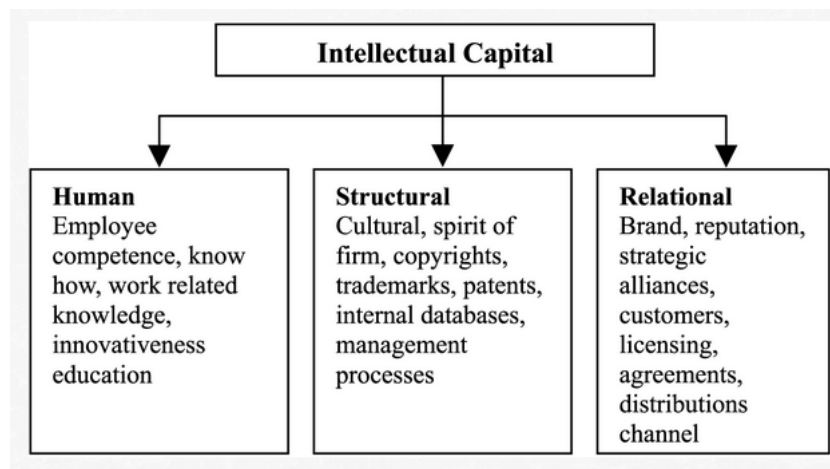 Intellectual Capital
Human
Employee
competence, know
how, work related
knowledge,
innovativeness
education
Structural
Cultural, spirit of
firm, copyrights,
trademarks, patents,
internal databases,
management
processes
Relational
Brand, reputation,
strategic
alliances,
customers,
licensing,
agreements,
distributions
channel